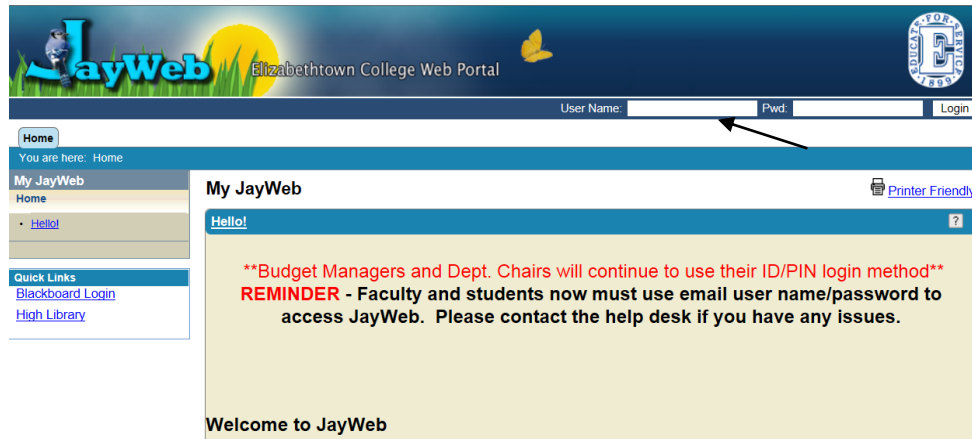 JayWeb
Elizabethtown College Web Portal
EDUCATE FOR SERVICE 1899
User Name:
Pwd:
Login
Home
You are here: Home
My JayWeb
Home
• Hello!
Quick Links
Blackboard Login
High Library
My JayWeb
Printer Friendly
Hello!
?
**Budget Managers and Dept. Chairs will continue to use their ID/PIN login method**
REMINDER - Faculty and students now must use email user name/password to
access JayWeb. Please contact the help desk if you have any issues.
Welcome to JayWeb